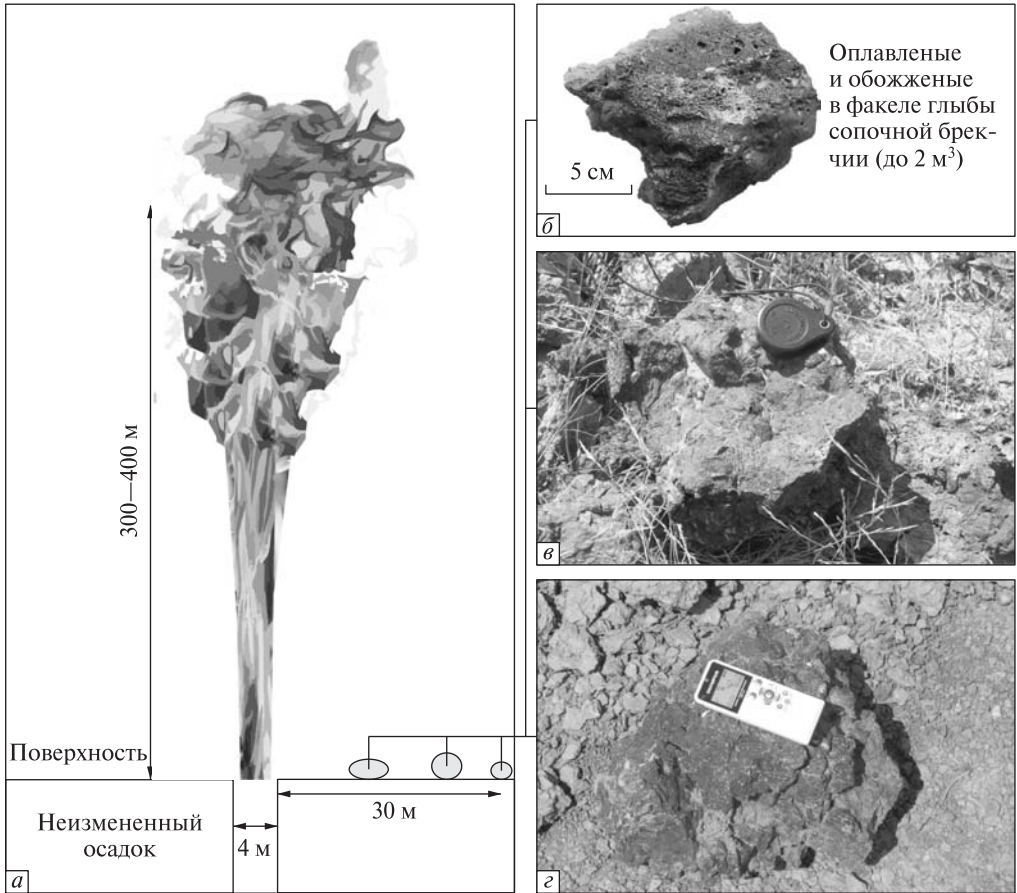 300—400 м
Поверхность
Неизмененный
осадок
4 м
30 м
а
Оплавленые
и обожженые
в факеле глыбы
сопочной брек-
чии (до 2 м³)
5 см
б
в
г